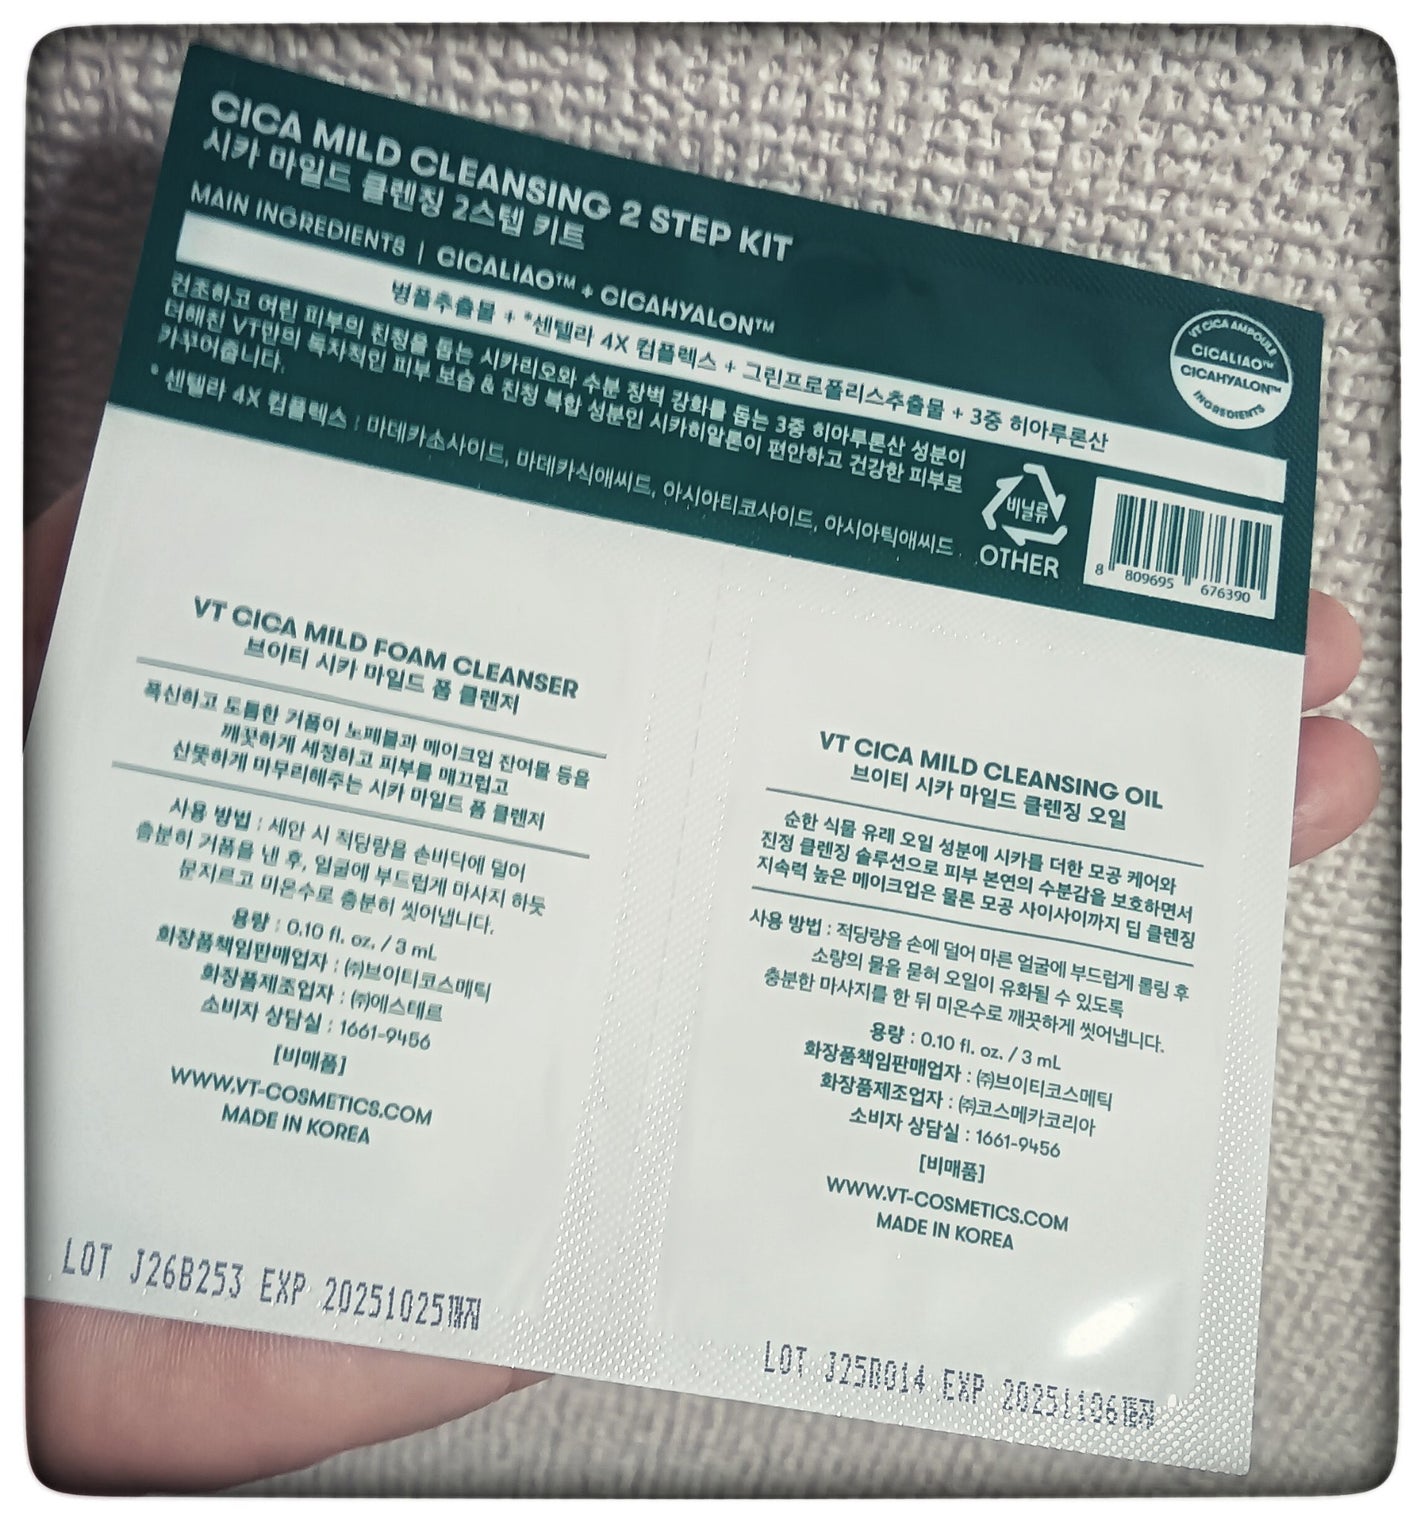 CICA MILD CLEANSING 2 STEP KIT
시카 마일드 클렌징 2스텝 키트
MAIN INGREDIENTS | CICALIAO™ + CICAHYALON™
병풀추출물 + *센텔라 4X 컴플렉스 + 그린프로폴리스추출물 + 3중 히아루론산
건조하고 여린 피부의 진정을 돕는 시카리오와 수분 장벽 강화를 돕는 3중 히아루론산 성분이
더해진 VT만의 독자적인 피부 보습 & 진정 복합 성분인 시카히알론이 편안하고 건강한 피부로
가꾸어줍니다.
* 센텔라 4X 컴플렉스 : 마데카소사이드, 마데카식애씨드, 아시아티코사이드, 아시아틱애씨드
VT CICA AMPOULE
CICALIAO™
CICAHYALON™
INGREDIENTS
비닐류
OTHER
8 809695 676390
VT CICA MILD FOAM CLEANSER
브이티 시카 마일드 폼 클렌저
폭신하고 도톰한 거품이 노폐물과 메이크업 잔여물 등을
깨끗하게 세정하고 피부를 매끄럽고
산뜻하게 마무리해주는 시카 마일드 폼 클렌저
사용 방법 : 세안 시 적당량을 손바닥에 덜어
충분히 거품을 낸 후, 얼굴에 부드럽게 마사지 하듯
문지르고 미온수로 충분히 씻어냅니다.
용량 : 0.10 fl. oz. / 3 mL
화장품책임판매업자 : ㈜브이티코스메틱
화장품제조업자 : ㈜에스테르
소비자 상담실 : 1661-9456
[비매품]
WWW.VT-COSMETICS.COM
MADE IN KOREA
LOT J26B253 EXP 20251025까지
VT CICA MILD CLEANSING OIL
브이티 시카 마일드 클렌징 오일
순한 식물 유래 오일 성분에 시카를 더한 모공 케어와
진정 클렌징 솔루션으로 피부 본연의 수분감을 보호하면서
지속력 높은 메이크업은 물론 모공 사이사이까지 딥 클렌징
사용 방법 : 적당량을 손에 덜어 마른 얼굴에 부드럽게 롤링 후
소량의 물을 묻혀 오일이 유화될 수 있도록
충분한 마사지를 한 뒤 미온수로 깨끗하게 씻어냅니다.
용량 : 0.10 fl. oz. / 3 mL
화장품책임판매업자 : ㈜브이티코스메틱
화장품제조업자 : ㈜코스메카코리아
소비자 상담실 : 1661-9456
[비매품]
WWW.VT-COSMETICS.COM
MADE IN KOREA
LOT J25R014 EXP 20251106까지